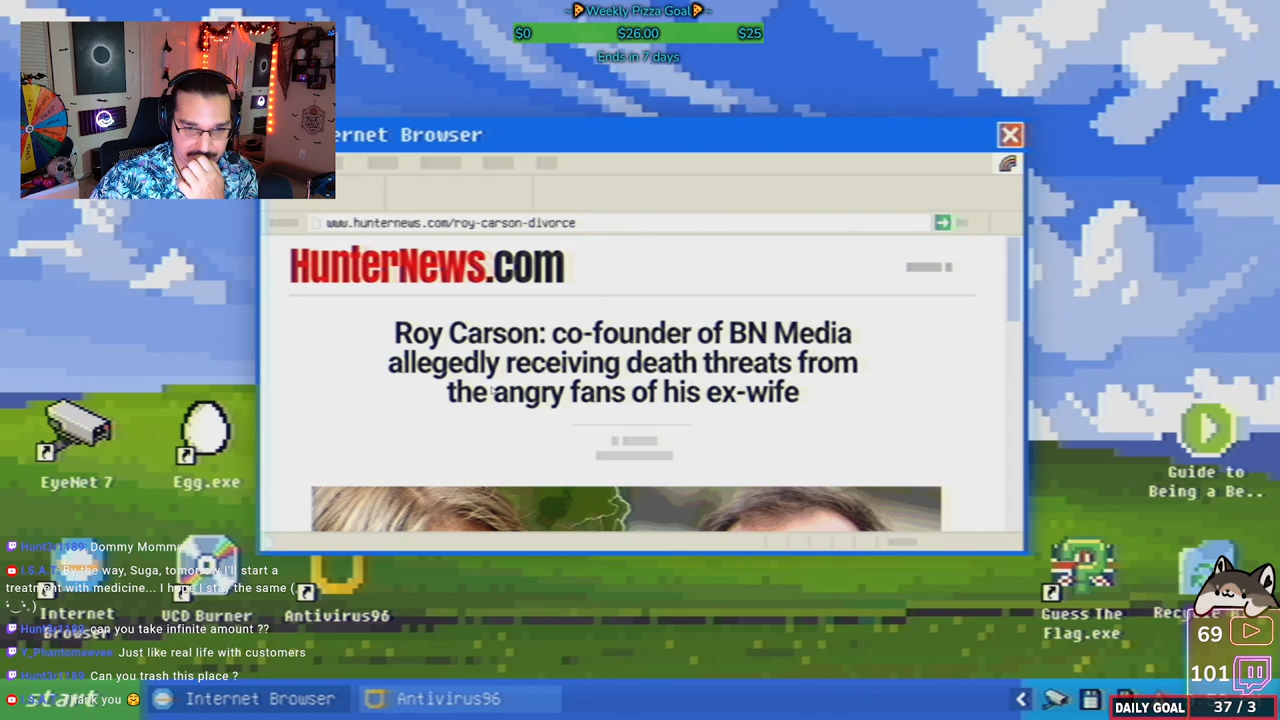 ~🍕Weekly Pizza Goal🍕~
$0 $26.00 $25
Ends in 7 days
ernet Browser
www.hunternews.com/roy-carson-divorce
HunterNews.com
Roy Carson: co-founder of BN Media
allegedly receiving death threats from
the angry fans of his ex-wife
EyeNet 7
Egg.exe
Guide to
Being a Be..
Internet
Browser
VCD Burner
Antivirus96
Guess The
Flag.exe
Hunt3r1189: Dommy Mommy
I.S.A.T: By the way, Suga, tomorrow I'll start a
treatment with medicine... I hope I stay the same (
Hunt3r1189: can you take infinite amount ??
Y_Phantomeevee: Just like real life with customers
Hunt3r1189: Can you trash this place ?
Thank you 🤗
start
Internet Browser
Antivirus96
69
101
DAILY GOAL 37 / 3